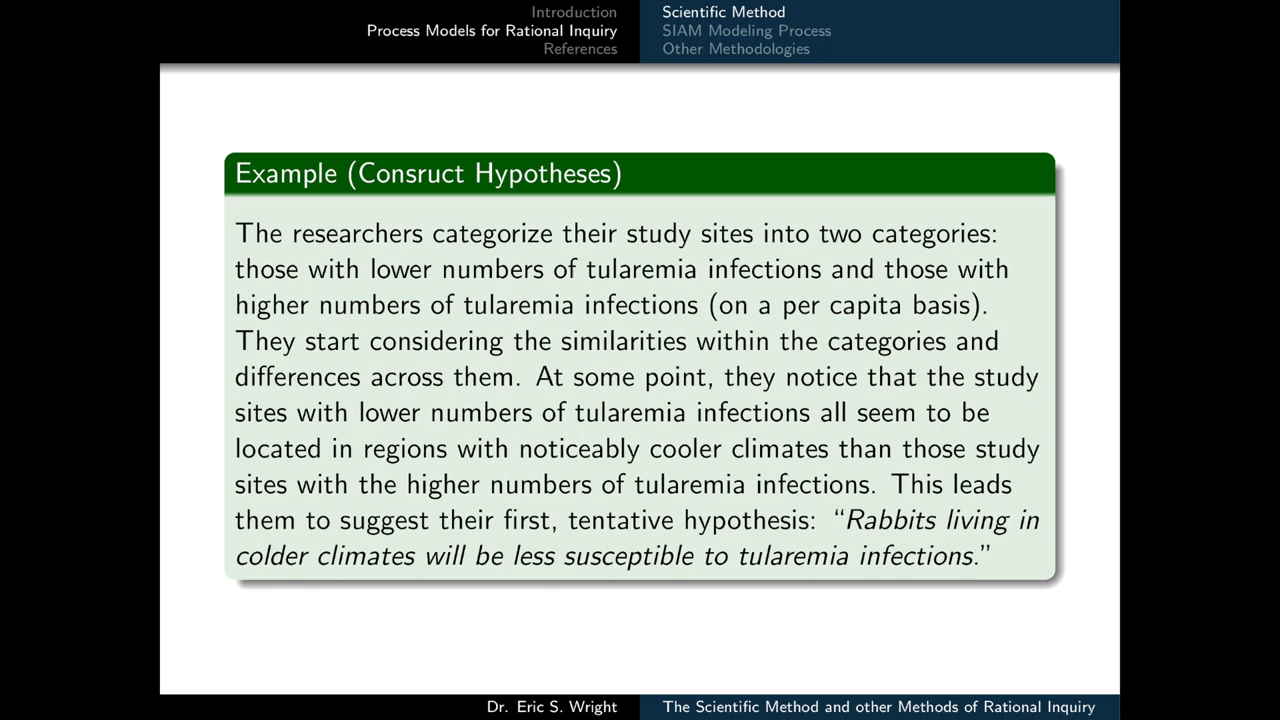 Introduction
Process Models for Rational Inquiry
References
Scientific Method
SIAM Modeling Process
Other Methodologies
Example (Consruct Hypotheses)
The researchers categorize their study sites into two categories:
those with lower numbers of tularemia infections and those with
higher numbers of tularemia infections (on a per capita basis).
They start considering the similarities within the categories and
differences across them. At some point, they notice that the study
sites with lower numbers of tularemia infections all seem to be
located in regions with noticeably cooler climates than those study
sites with the higher numbers of tularemia infections. This leads
them to suggest their first, tentative hypothesis: “Rabbits living in
colder climates will be less susceptible to tularemia infections.”
Dr. Eric S. Wright
The Scientific Method and other Methods of Rational Inquiry